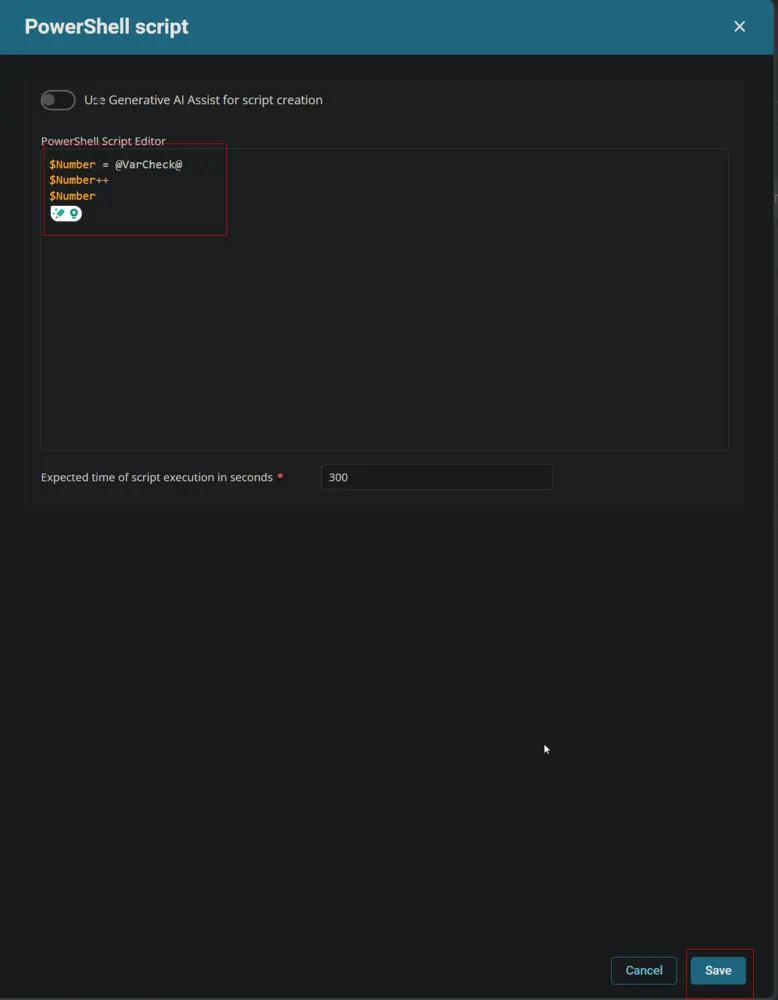 PowerShell script
Use Generative AI Assist for script creation
PowerShell Script Editor
$Number = @VarCheck@
$Number++
$Number
Expected time of script execution in seconds *
300
Cancel
Save